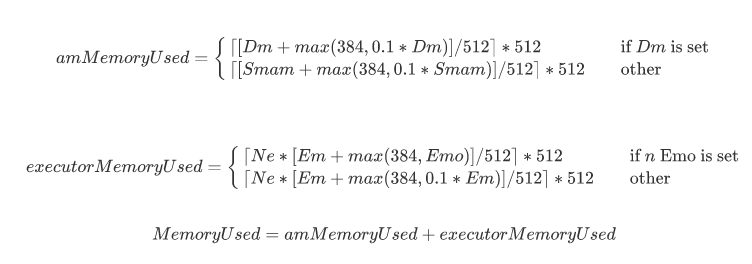 amMemoryUsed = { ⌈[Dm + max(384, 0.1 * Dm)]/512⌉ * 512 if Dm is set
⌈[Smam + max(384, 0.1 * Smam)]/512⌉ * 512 other
executorMemoryUsed = { ⌈Ne * [Em + max(384, Emo)]/512⌉ * 512 if n Emo is set
⌈Ne * [Em + max(384, 0.1 * Em)]/512⌉ * 512 other
MemoryUsed = amMemoryUsed + executorMemoryUsed